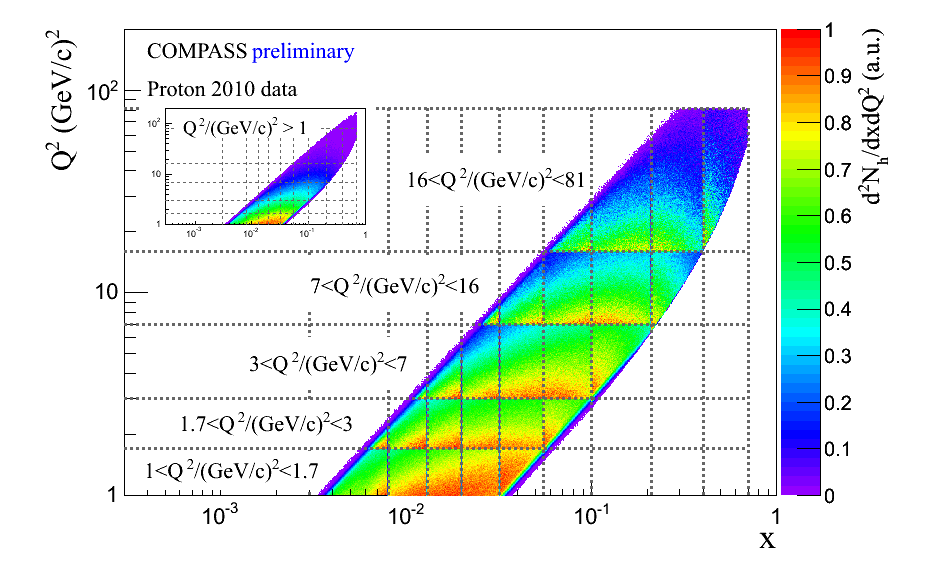 COMPASS preliminary
Proton 2010 data
Q²/(GeV/c)² > 1
10²
10
1
10⁻³ 10⁻² 10⁻¹ 1
16<Q²/(GeV/c)²<81
7<Q²/(GeV/c)²<16
3<Q²/(GeV/c)²<7
1.7<Q²/(GeV/c)²<3
1<Q²/(GeV/c)²<1.7
Q² (GeV/c)²
10²
10
1
10⁻³ 10⁻² 10⁻¹ 1
x
1
0.9
0.8
0.7
0.6
0.5
0.4
0.3
0.2
0.1
0
d²Nₕ/dxdQ² (a.u.)